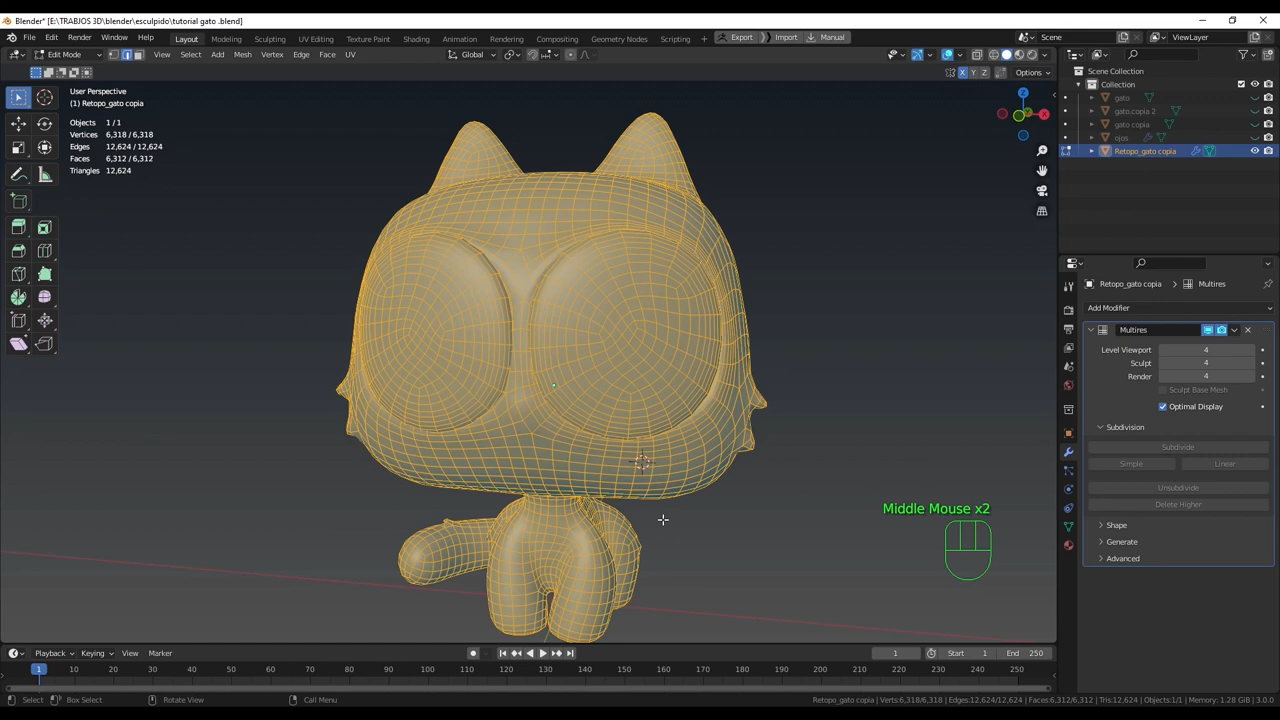 Blender* [E:\TRABJOS 3D\blender\esculpido\tutorial gato .blend]
File Edit Render Window Help Layout Modeling Sculpting UV Editing Texture Paint Shading Animation Rendering Compositing Geometry Nodes Scripting + Export Import Manual Scene ViewLayer
Edit Mode View Select Add Mesh Vertex Edge Face UV Global
X Y Z Options
User Perspective
(1) Retopo_gato copia
Objects 1 / 1
Vertices 6,318 / 6,318
Edges 12,624 / 12,624
Faces 6,312 / 6,312
Triangles 12,624
Z
X
Scene Collection
Collection
gato
gato.copia 2
gato copia
ojos
Retopo_gato copia
Retopo_gato copia > Multires
Add Modifier
Multires
Level Viewport 4
Sculpt 4
Render 4
Sculpt Base Mesh
Optimal Display
Subdivision
Subdivide
Simple Linear
Unsubdivide
Delete Higher
Shape
Generate
Advanced
Middle Mouse x2
Playback Keying View Marker 1 Start 1 End 250
1 10 20 30 40 50 60 70 80 90 100 110 120 130 140 150 160 170 180 190 200 210 220 230 240 250
Select Box Select Rotate View Call Menu Retopo_gato copia | Verts:6,318/6,318 | Edges:12,624/12,624 | Faces:6,312/6,312 | Tris:12,624 | Objects:1/1 | Memory: 1.28 GiB | 3.0.0